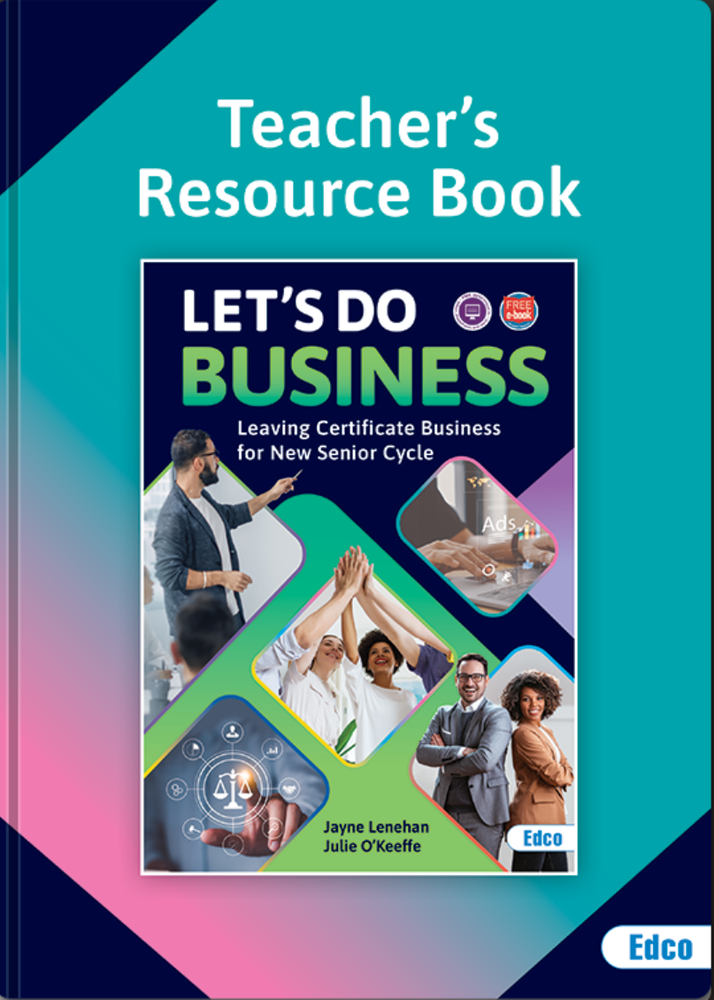 Teacher's
Resource Book
LET'S DO
BUSINESS
FREE
e-book
Leaving Certificate Business
for New Senior Cycle
Ads
Jayne Lenehan
Julie O'Keeffe
Edco
Edco